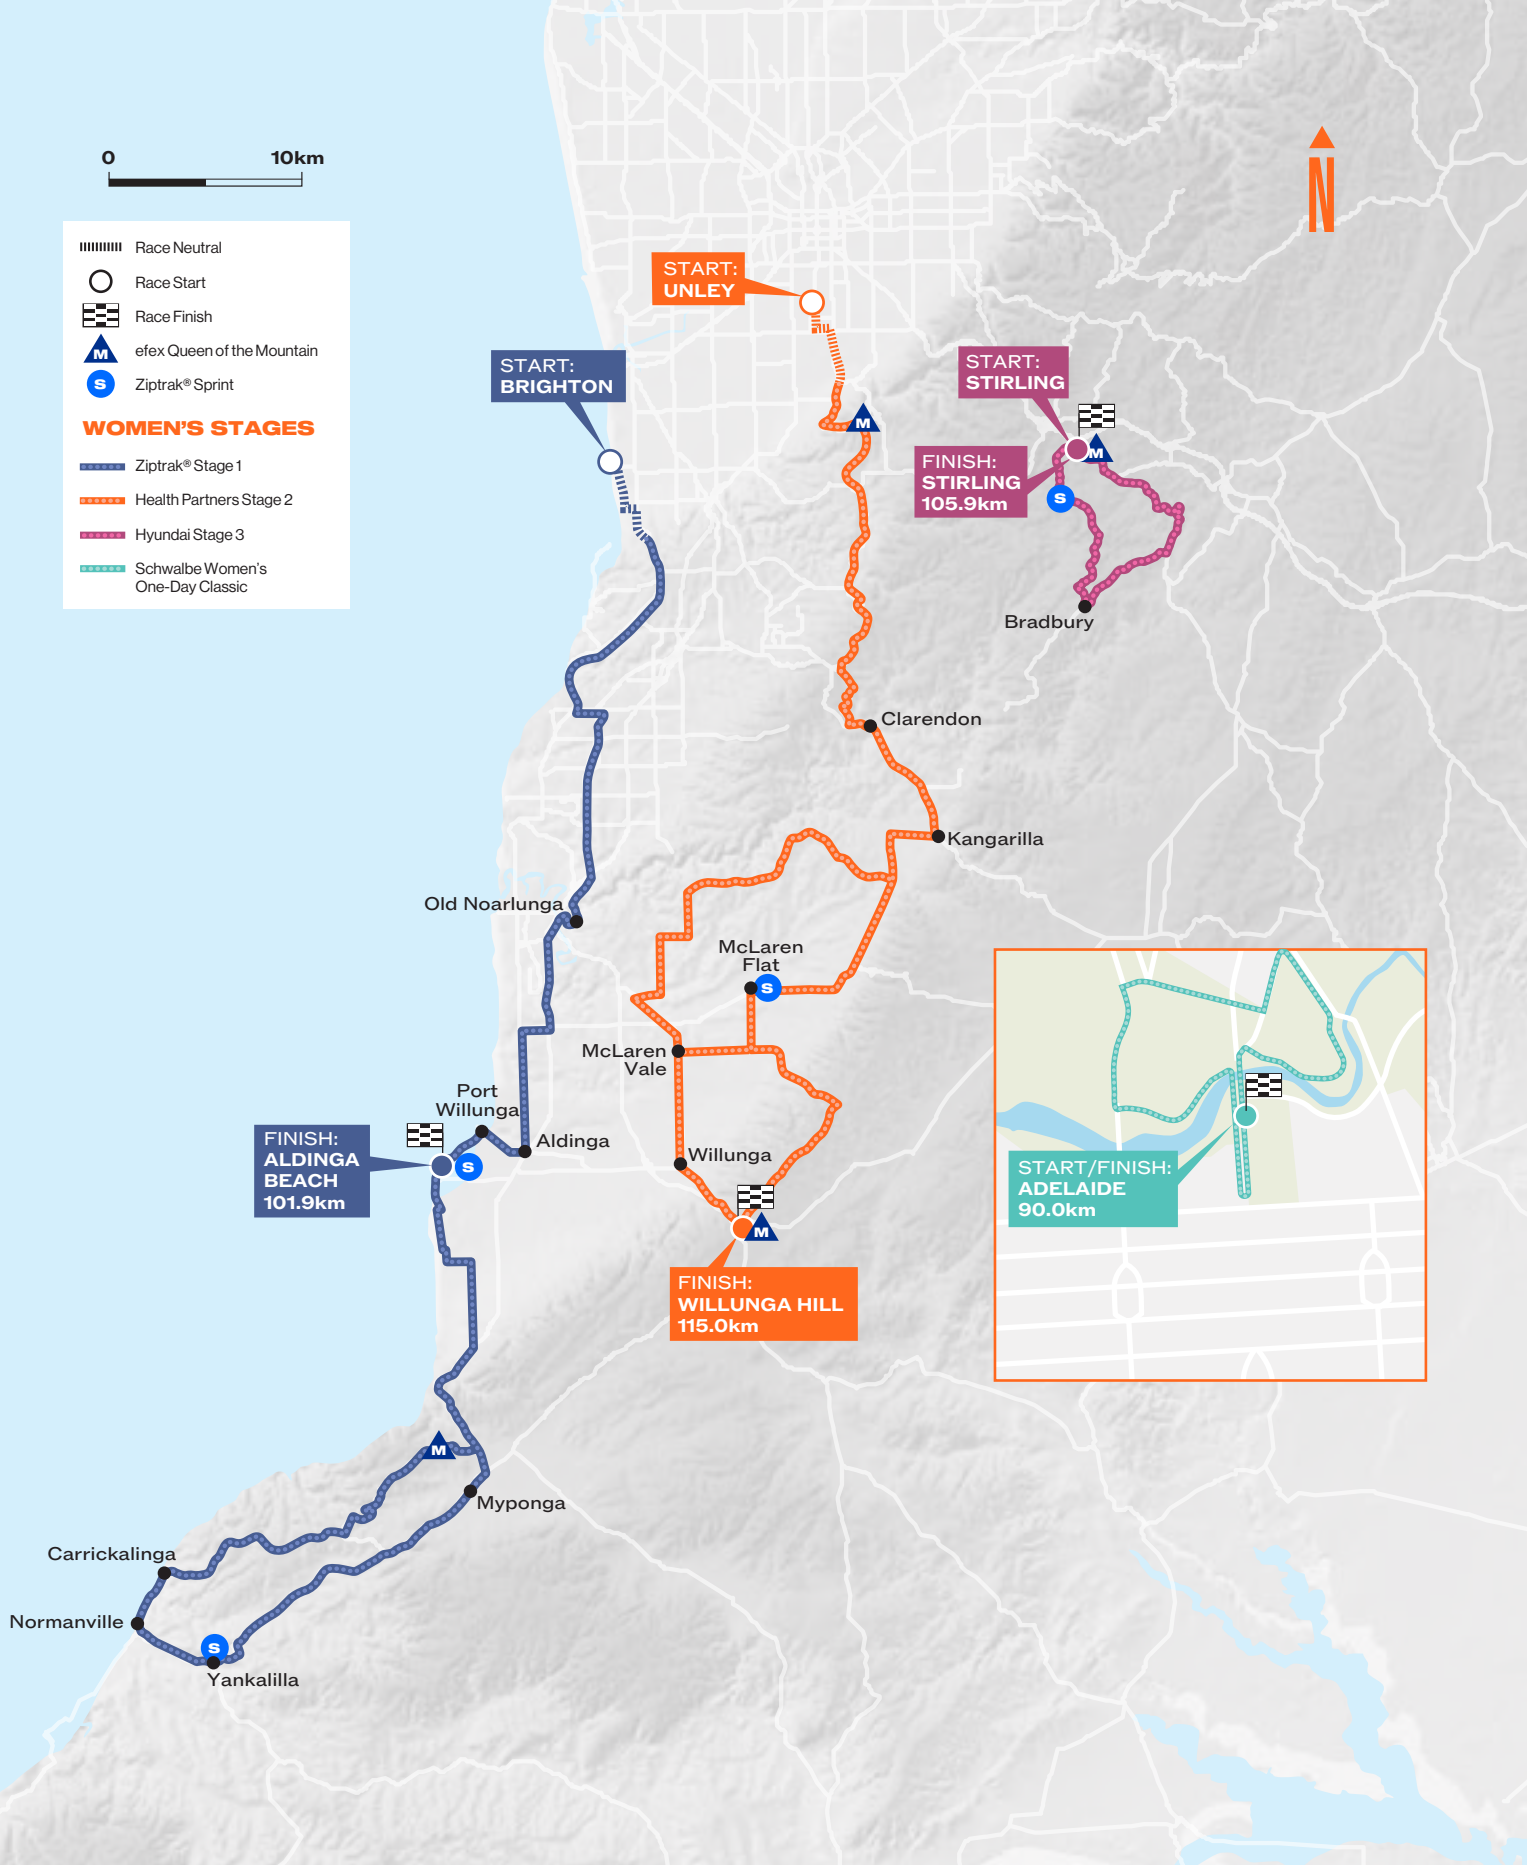 0 10km
N
Race Neutral
Race Start
Race Finish
M efex Queen of the Mountain
S Ziptrak® Sprint
WOMEN'S STAGES
Ziptrak® Stage 1
Health Partners Stage 2
Hyundai Stage 3
Schwalbe Women's
One-Day Classic
START:
UNLEY
START:
BRIGHTON
START:
STIRLING
M
M
FINISH:
STIRLING
105.9km
S
Bradbury
Clarendon
Kangarilla
Old Noarlunga
McLaren
Flat
S
McLaren
Vale
Port
Willunga
Aldinga
FINISH:
ALDINGA
BEACH
101.9km
S
Willunga
M
FINISH:
WILLUNGA HILL
115.0km
START/FINISH:
ADELAIDE
90.0km
M
Myponga
Carrickalinga
Normanville
S
Yankalilla